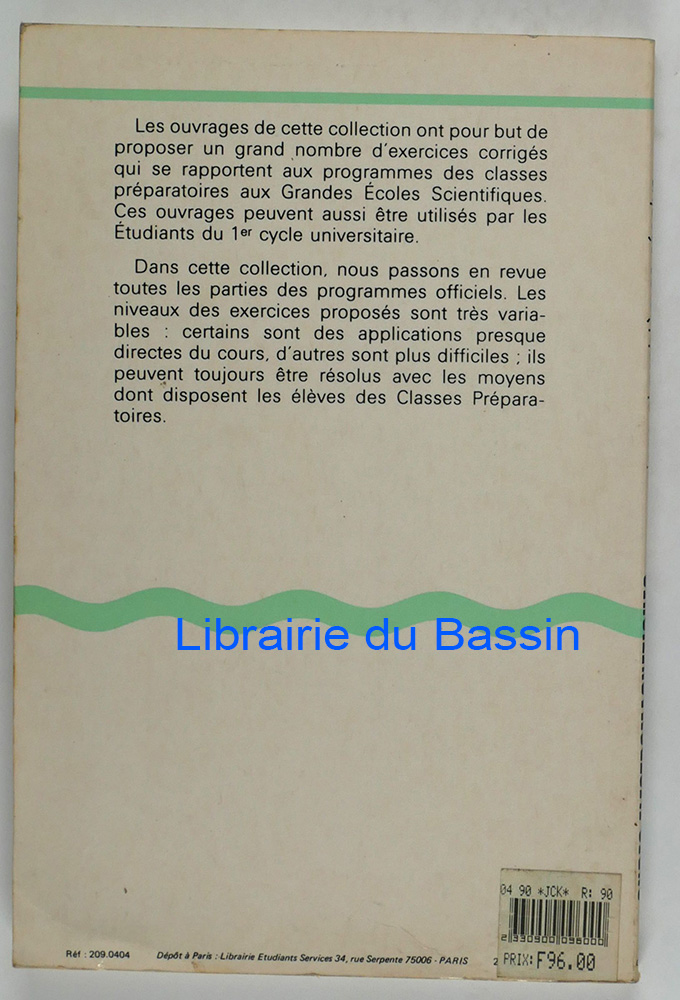 Les ouvrages de cette collection ont pour but de
proposer un grand nombre d'exercices corrigés
qui se rapportent aux programmes des classes
préparatoires aux Grandes Écoles Scientifiques.
Ces ouvrages peuvent aussi être utilisés par les
Étudiants du 1er cycle universitaire.
Dans cette collection, nous passons en revue
toutes les parties des programmes officiels. Les
niveaux des exercices proposés sont très varia-
bles : certains sont des applications presque
directes du cours, d'autres sont plus difficiles ; ils
peuvent toujours être résolus avec les moyens
dont disposent les élèves des Classes Prépara-
toires.
Librairie du Bassin
04 90 *JCK* R: 90
2 330900 098000
PRIX: F96.00
Réf : 209.0404 Dépôt à Paris : Librairie Etudiants Services 34, rue Serpente 75006 - PARIS 2